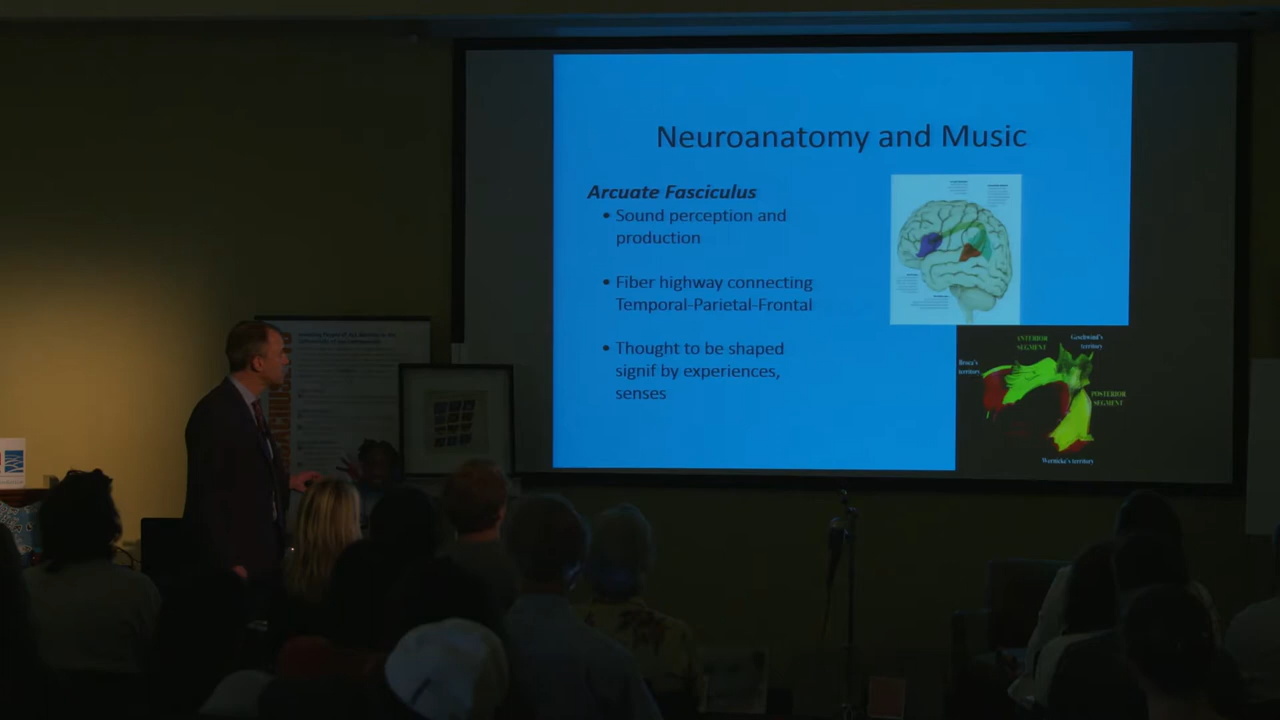 Neuroanatomy and Music
Arcuate Fasciculus
• Sound perception and
production
• Fiber highway connecting
Temporal-Parietal-Frontal
• Thought to be shaped
signif by experiences,
senses
ANTERIOR
SEGMENT
Geschwind's
territory
Broca's
territory
POSTERIOR
SEGMENT
Wernicke's territory